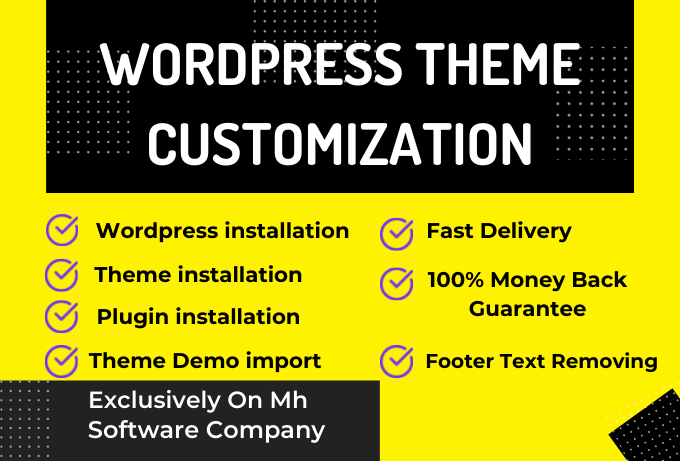 WORDPRESS THEME
CUSTOMIZATION
Wordpress installation
Theme installation
Plugin installation
Theme Demo import
Fast Delivery
100% Money Back
Guarantee
Footer Text Removing
Exclusively On Mh
Software Company